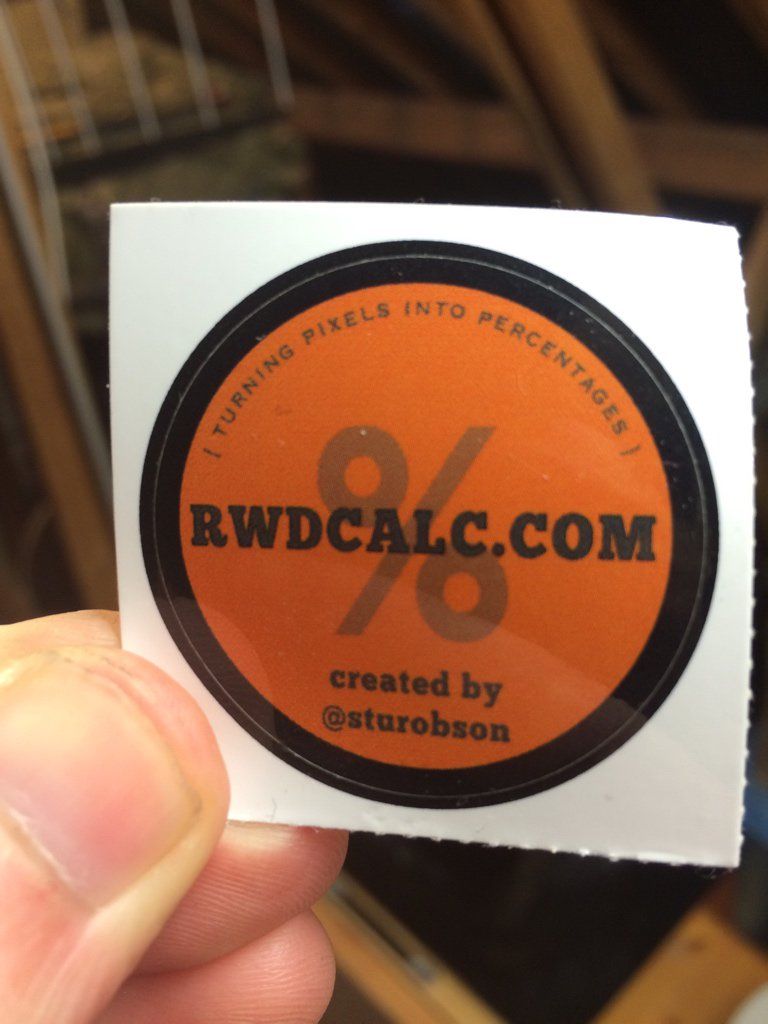 { TURNING PIXELS INTO PERCENTAGES }
%
RWDCALC.COM
created by
@sturobson